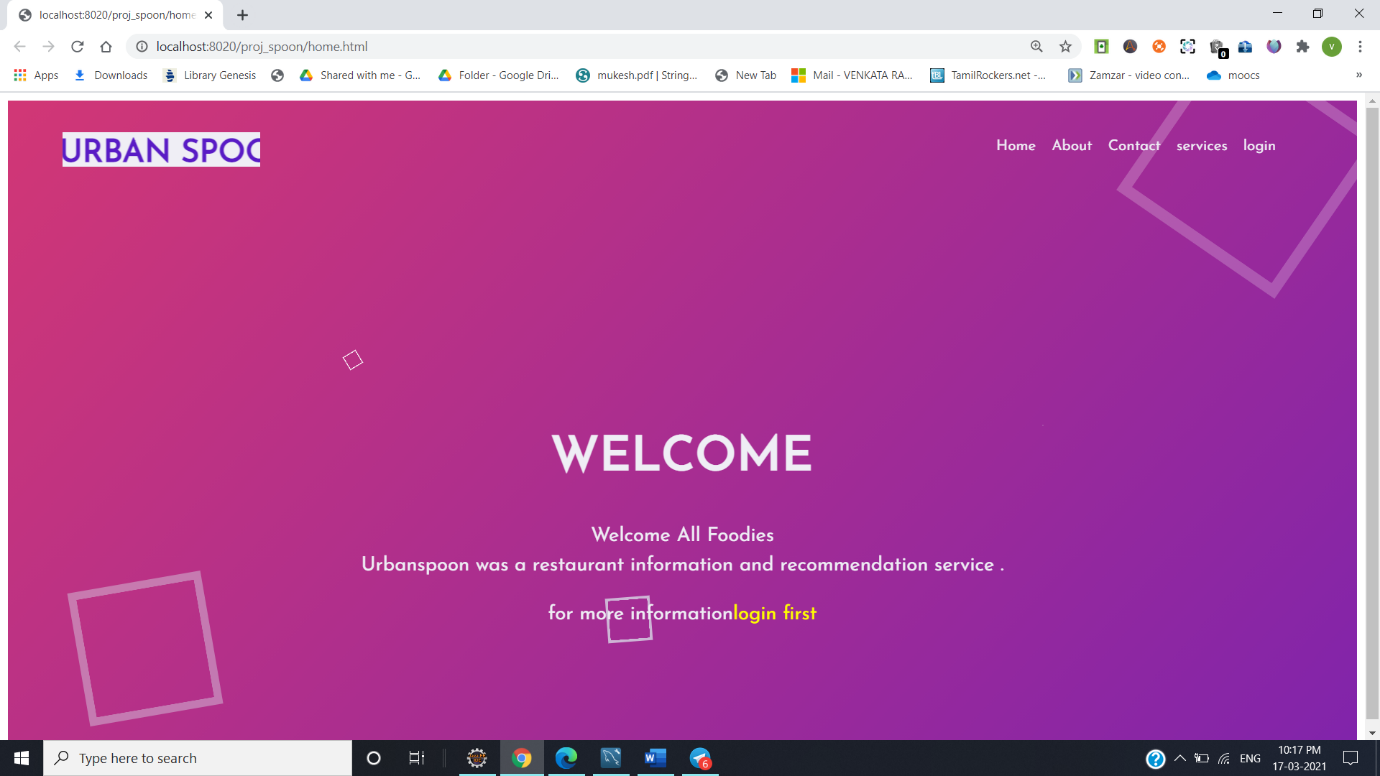 localhost:8020/proj_spoon/home
localhost:8020/proj_spoon/home.html
0
V
Apps Downloads Library Genesis Shared with me - G... Folder - Google Dri... mukesh.pdf | String... New Tab Mail - VENKATA RA... TamilRockers.net -... Zamzar - video con... moocs »
URBAN SPOO
Home About Contact services login
WELCOME
Welcome All Foodies
Urbanspoon was a restaurant information and recommendation service .
for more informationlogin first
Type here to search
W
6
ENG
10:17 PM
17-03-2021